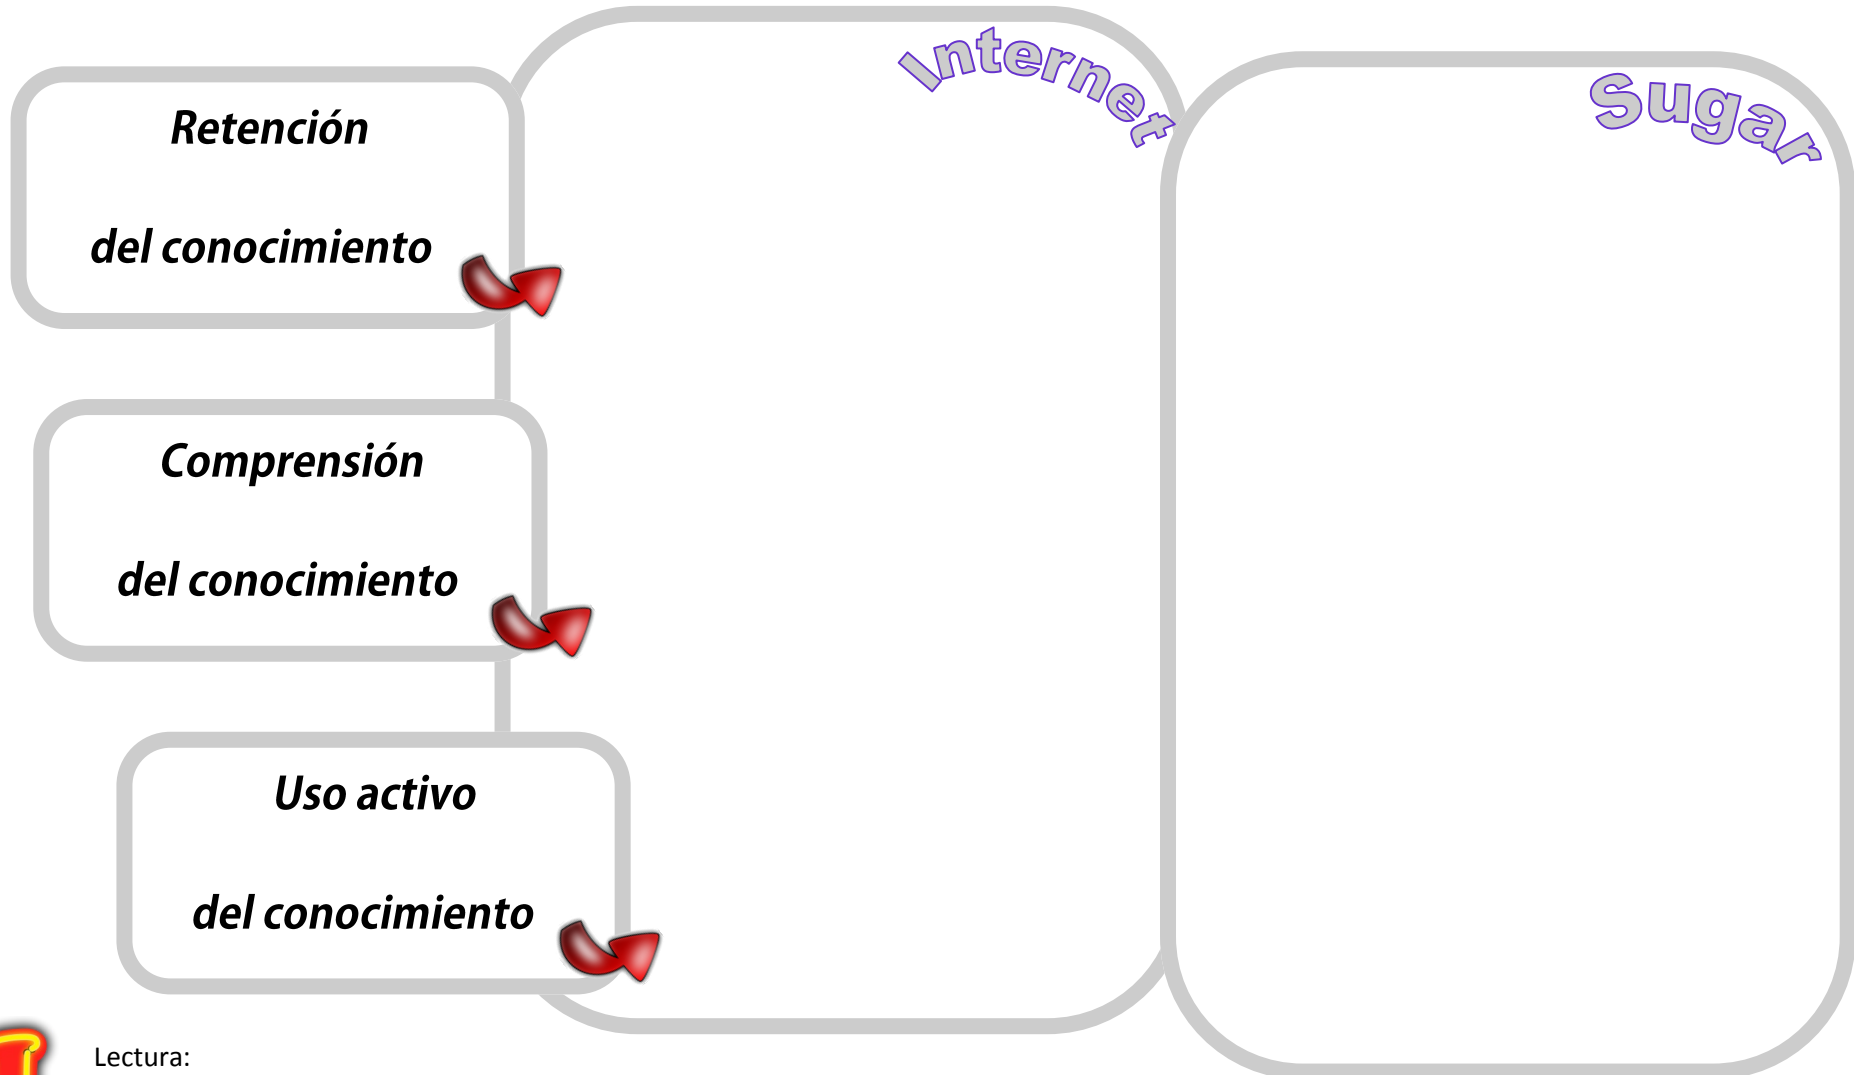 Internet
Sugar
Retención
del conocimiento
Comprensión
del conocimiento
Uso activo
del conocimiento
Lectura: